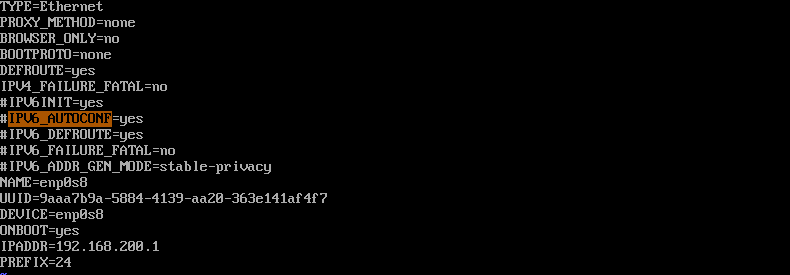 TYPE=Ethernet
PROXY_METHOD=none
BROWSER_ONLY=no
BOOTPROTO=none
DEFROUTE=yes
IPV4_FAILURE_FATAL=no
#IPV6INIT=yes
#IPV6_AUTOCONF=yes
#IPV6_DEFROUTE=yes
#IPV6_FAILURE_FATAL=no
#IPV6_ADDR_GEN_MODE=stable-privacy
NAME=enp0s8
UUID=9aaa7b9a-5884-4139-aa20-363e141af4f7
DEVICE=enp0s8
ONBOOT=yes
IPADDR=192.168.200.1
PREFIX=24
~